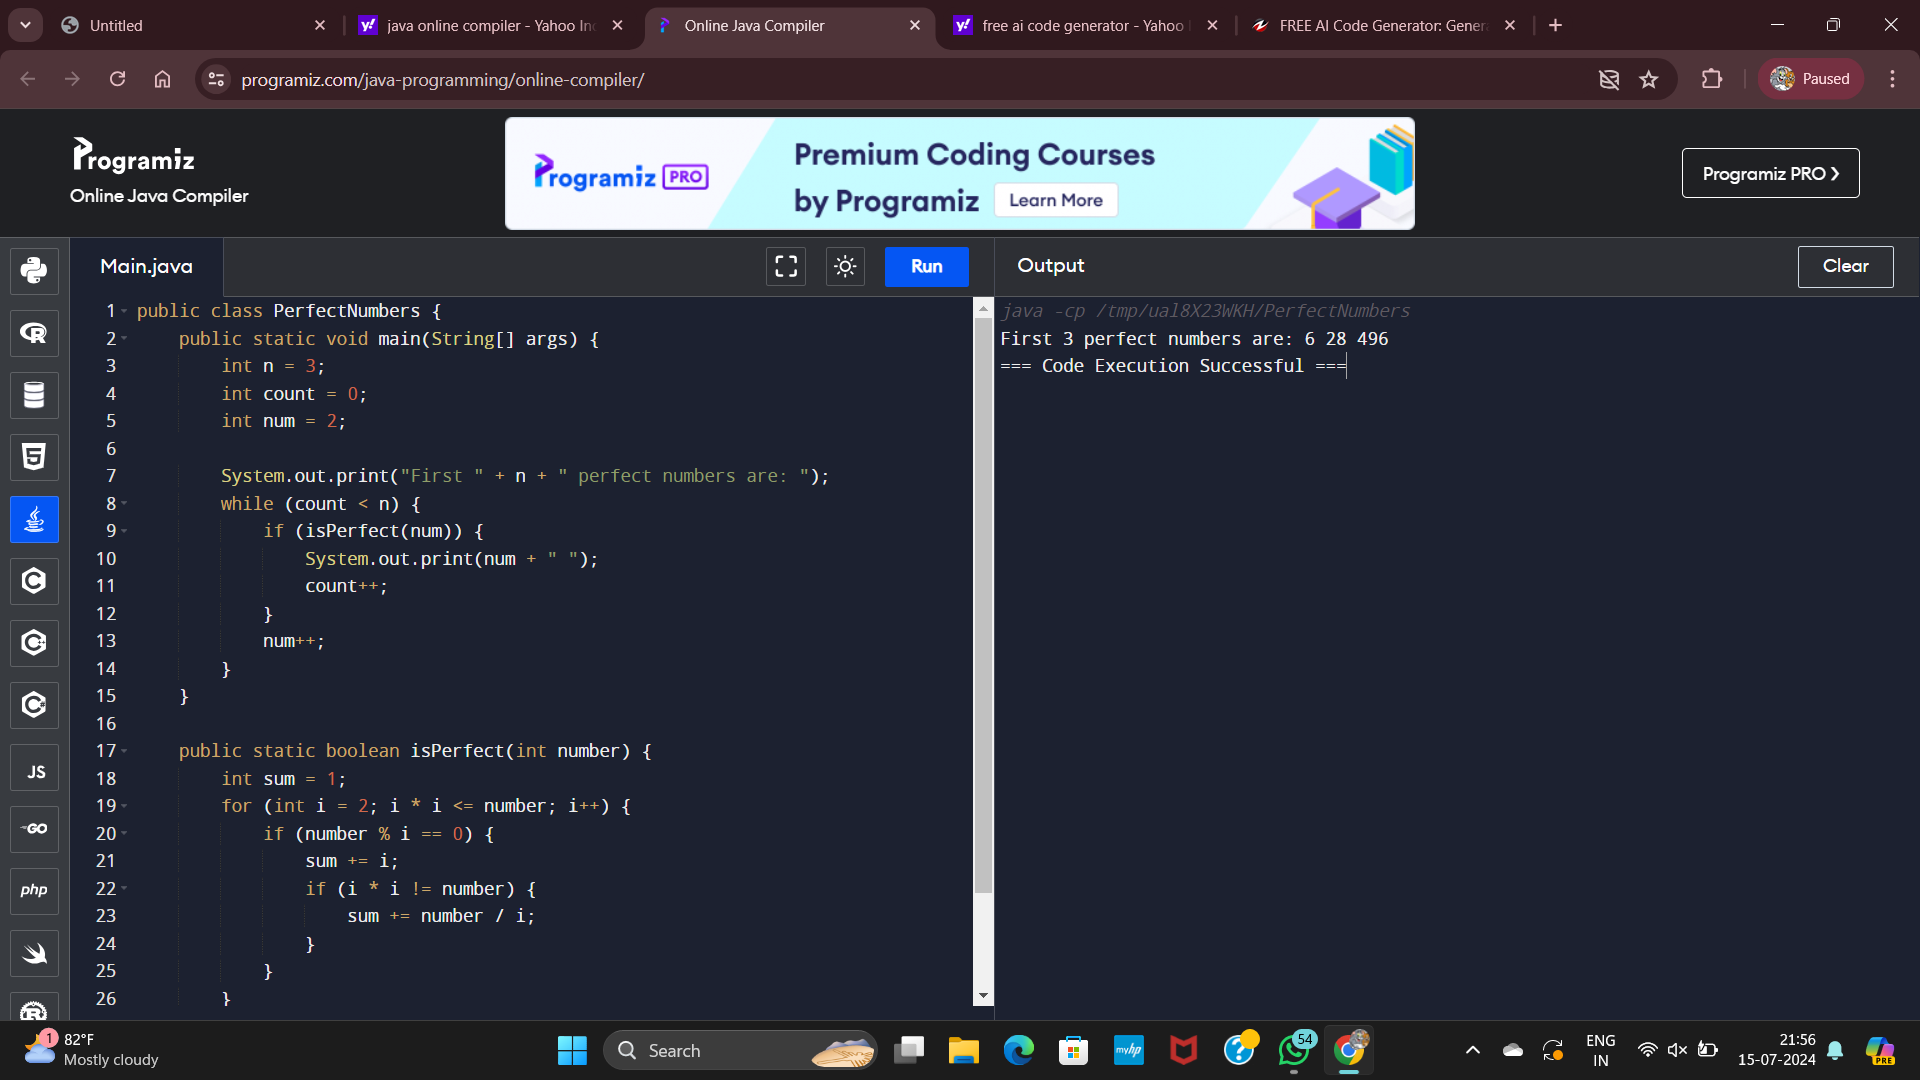 Untitled
java online compiler - Yahoo In
Online Java Compiler
free ai code generator - Yahoo
FREE AI Code Generator: Gener
programiz.com/java-programming/online-compiler/
Paused
Programiz
Online Java Compiler
Programiz PRO
Premium Coding Courses
by Programiz
Learn More
Programiz PRO
Main.java
Run
Output
Clear
1 public class PerfectNumbers {
2 public static void main(String[] args) {
3 int n = 3;
4 int count = 0;
5 int num = 2;
6
7 System.out.print("First " + n + " perfect numbers are: ");
8 while (count < n) {
9 if (isPerfect(num)) {
10 System.out.print(num + " ");
11 count++;
12 }
13 num++;
14 }
15 }
16
17 public static boolean isPerfect(int number) {
18 int sum = 1;
19 for (int i = 2; i * i <= number; i++) {
20 if (number % i == 0) {
21 sum += i;
22 if (i * i != number) {
23 sum += number / i;
24 }
25 }
26 }
java -cp /tmp/ual8X23WKH/PerfectNumbers
First 3 perfect numbers are: 6 28 496
=== Code Execution Successful ===
JS
GO
php
1
82°F
Mostly cloudy
Search
myhp
54
ENG
IN
21:56
15-07-2024
PRE